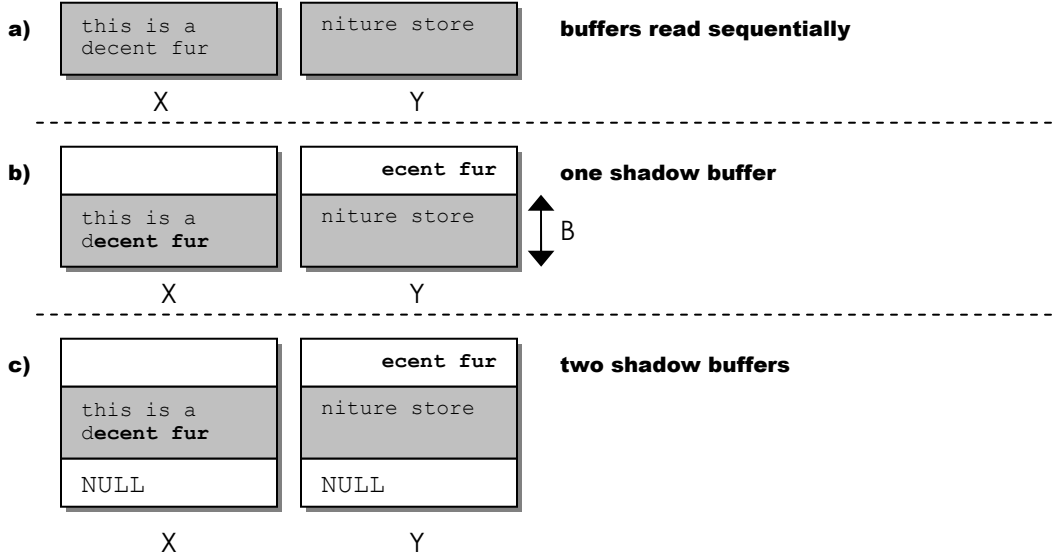 a)
this is a
decent fur
niture store
buffers read sequentially
X
Y
b)
ecent fur
one shadow buffer
this is a
decent fur
niture store
B
X
Y
c)
ecent fur
two shadow buffers
this is a
decent fur
niture store
NULL
NULL
X
Y